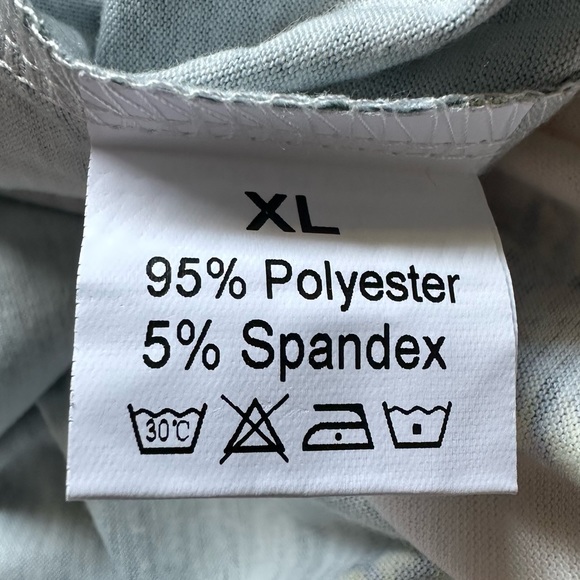 XL
95% Polyester
5% Spandex
30℃